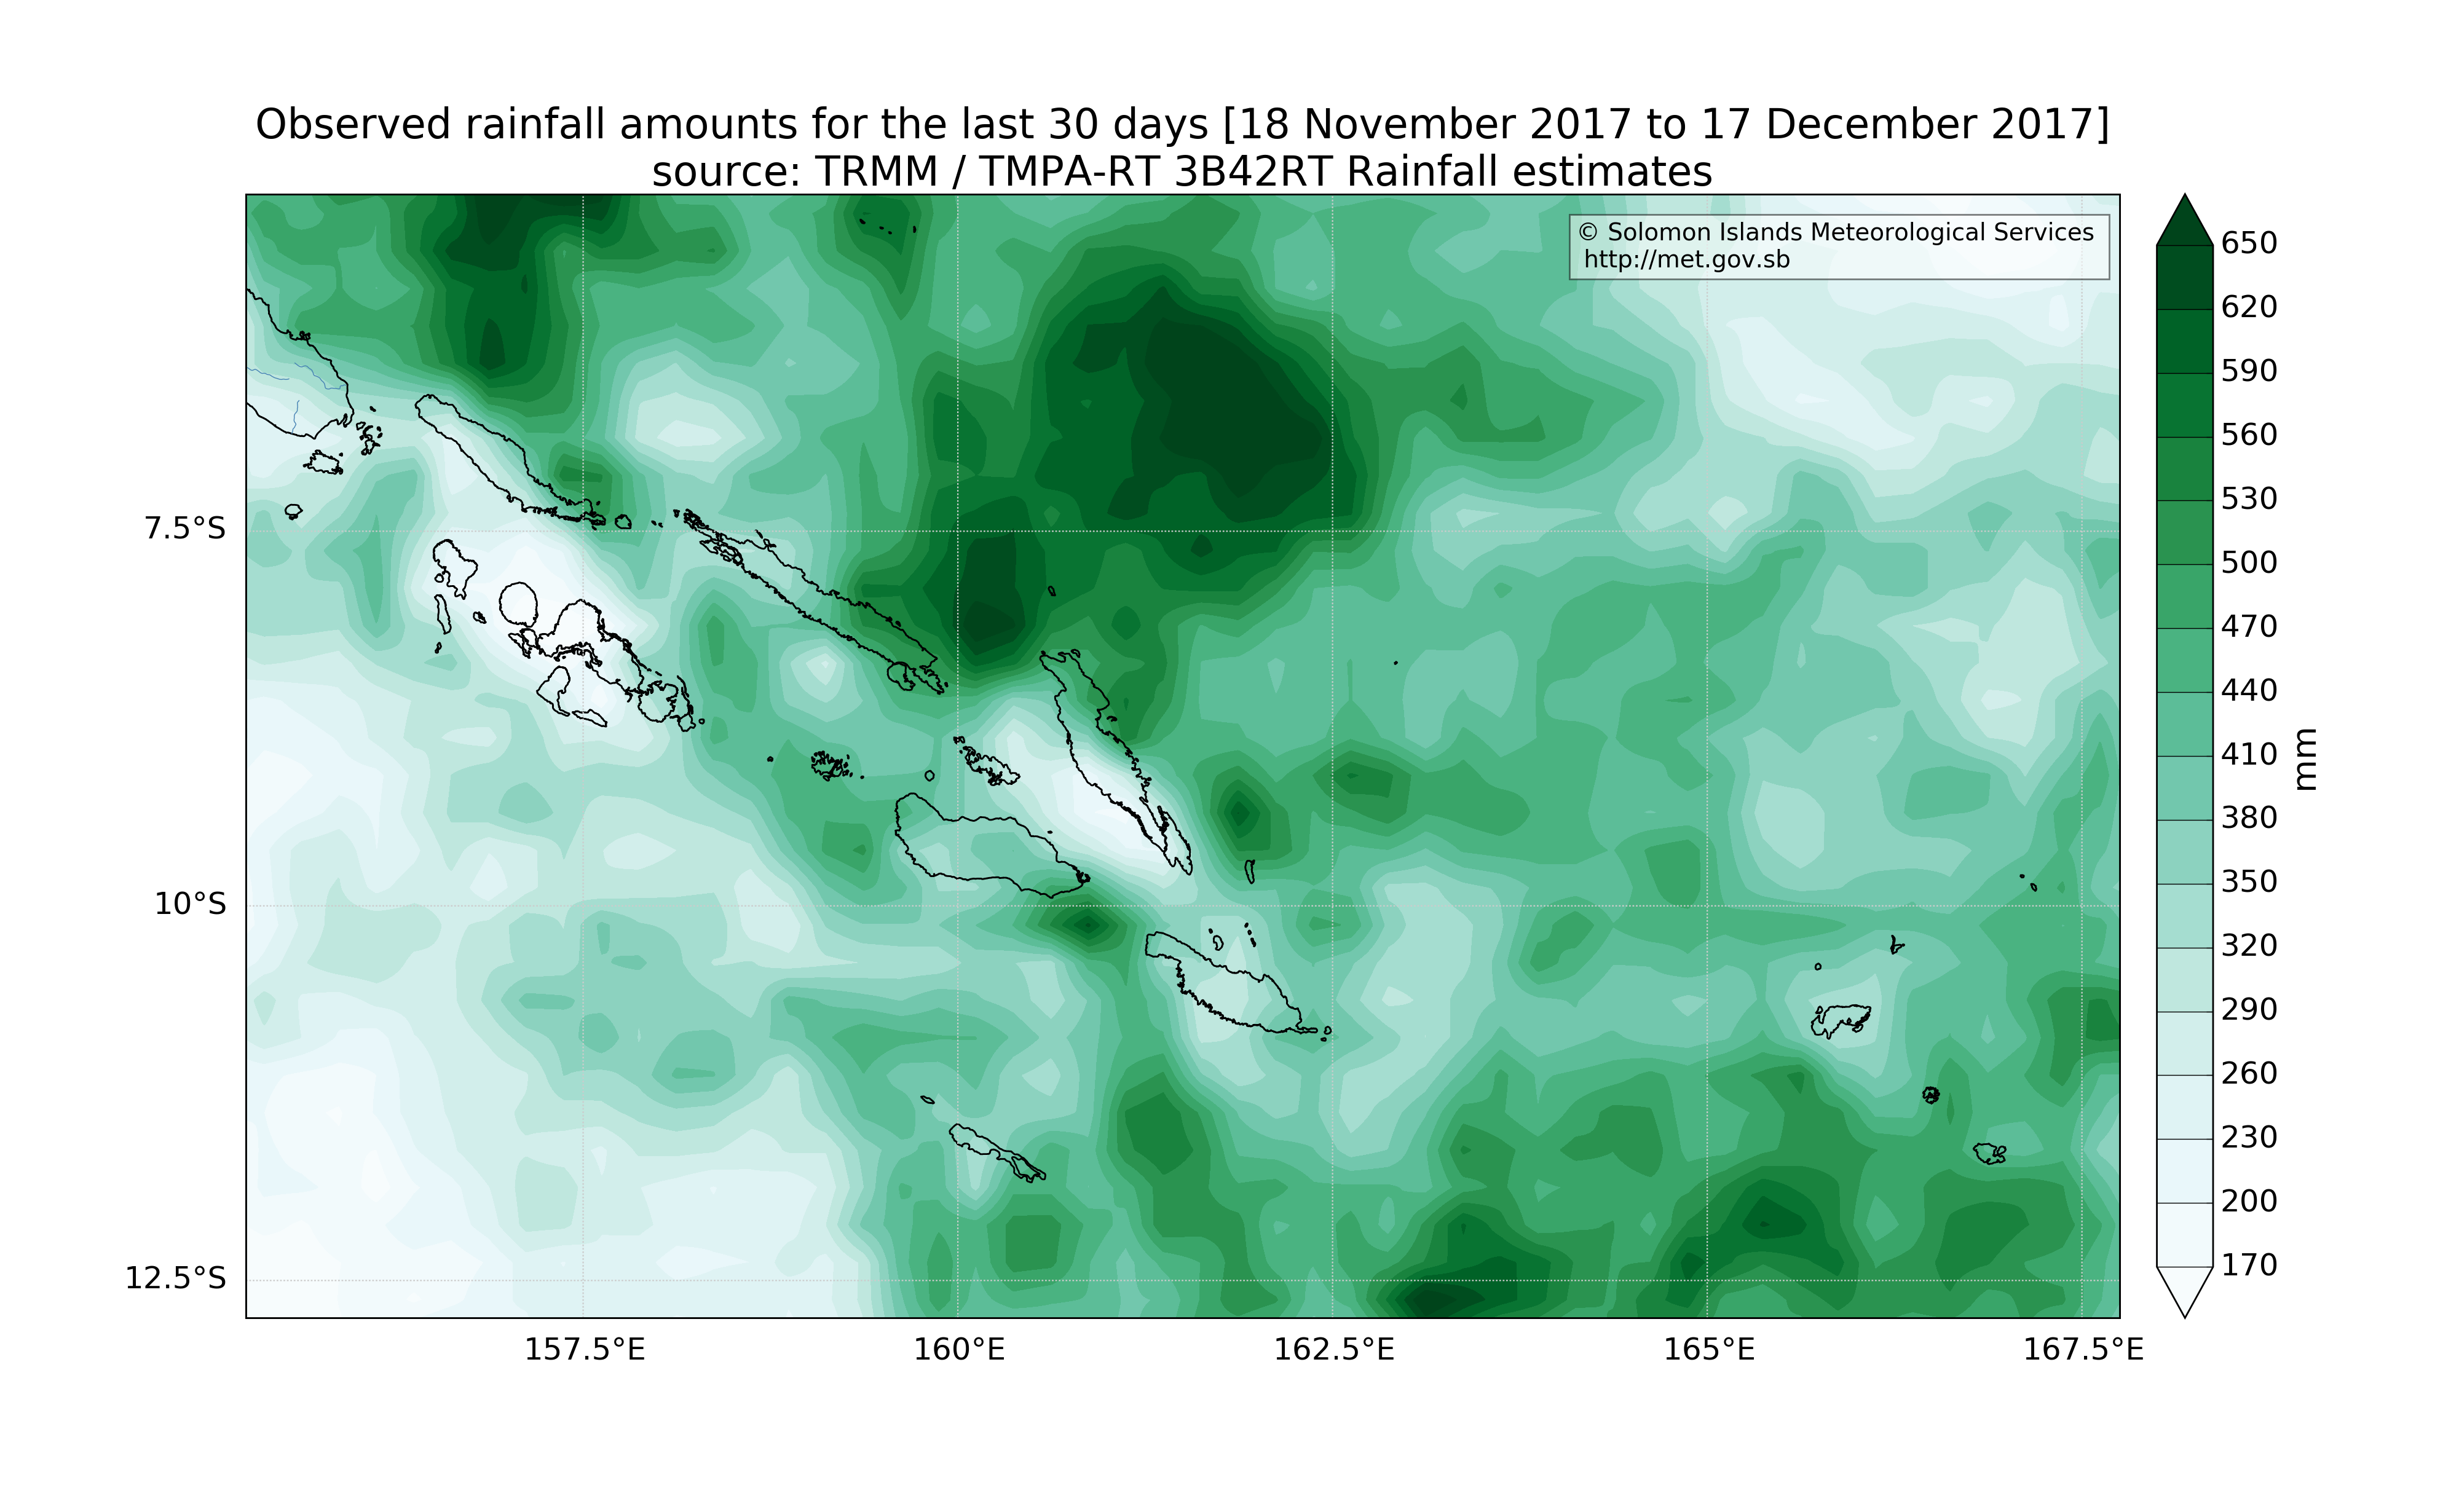 Observed rainfall amounts for the last 30 days [18 November 2017 to 17 December 2017]
source: TRMM / TMPA-RT 3B42RT Rainfall estimates
© Solomon Islands Meteorological Services
http://met.gov.sb
7.5°S
10°S
12.5°S
157.5°E
160°E
162.5°E
165°E
167.5°E
650
620
590
560
530
500
470
440
410
380
350
320
290
260
230
200
170
mm